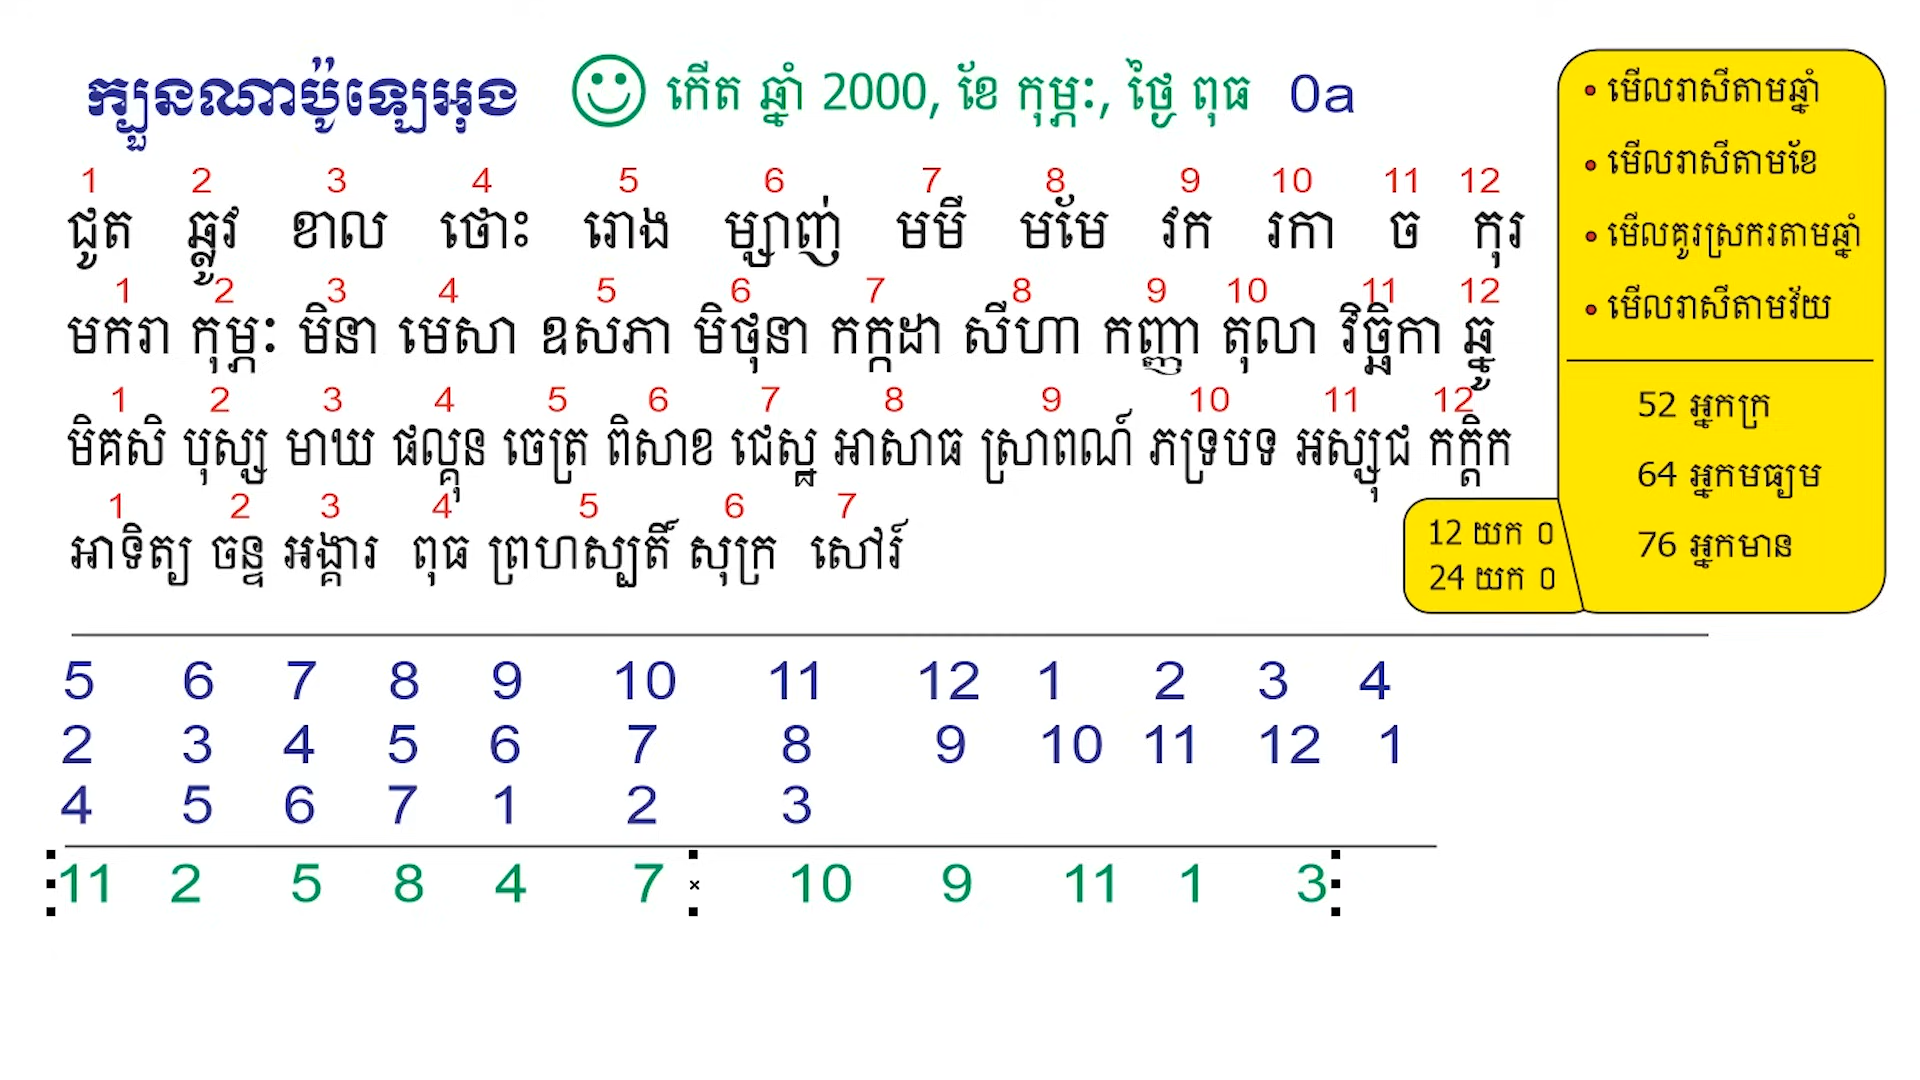 ក្បួនណាប៉ូឡេអុង
កើត ឆ្នាំ 2000, ខែ កុម្ភៈ, ថ្ងៃ ពុធ 0a
1 2 3 4 5 6 7 8 9 10 11 12
ជូត ឆ្លូវ ខាល ថោះ រោង ម្សាញ់ មមី មមែ វក រកា ច កុរ
1 2 3 4 5 6 7 8 9 10 11 12
មករា កុម្ភៈ មិនា មេសា ឧសភា មិថុនា កក្កដា សីហា កញ្ញា តុលា វិច្ឆិកា ធ្នូ
1 2 3 4 5 6 7 8 9 10 11 12
មិគសិ បុស្ស មាឃ ផល្គុន ចេត្រ ពិសាខ ជេស្ឋ អាសាធ ស្រាពណ៍ ភទ្របទ អស្សុជ កក្ដិក
1 2 3 4 5 6 7
អាទិត្យ ចន្ទ អង្គារ ពុធ ព្រហស្បតិ៍ សុក្រ សៅរ៍
• មើលរាសីតាមឆ្នាំ
• មើលរាសីតាមខែ
• មើលគូរស្រករតាមឆ្នាំ
• មើលរាសីតាមវ័យ
52 អ្នកក្រ
64 អ្នកមធ្យម
76 អ្នកមាន
12 យក 0
24 យក 0
5 6 7 8 9 10 11 12 1 2 3 4
2 3 4 5 6 7 8 9 10 11 12 1
4 5 6 7 1 2 3
11 2 5 8 4 7 10 9 11 1 3